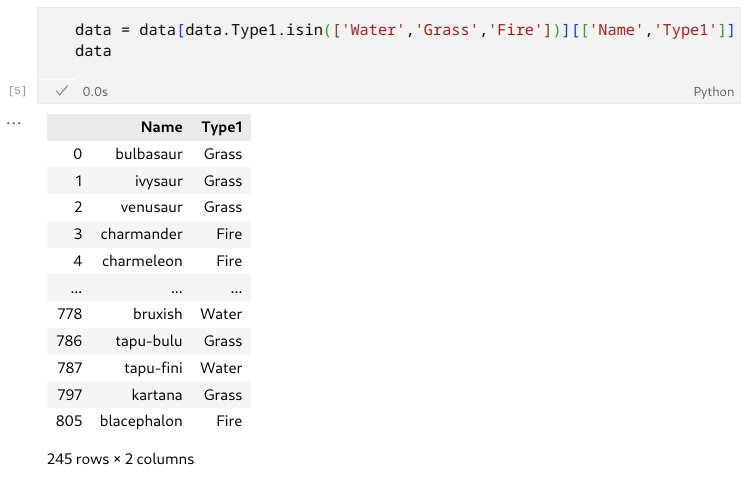 data = data[data.Type1.isin(['Water','Grass','Fire'])][['Name','Type1']]
data
[5] ✓ 0.0s Python
...
Name Type1
0 bulbasaur Grass
1 ivysaur Grass
2 venusaur Grass
3 charmander Fire
4 charmeleon Fire
... ... ...
778 bruxish Water
786 tapu-bulu Grass
787 tapu-fini Water
797 kartana Grass
805 blacephalon Fire
245 rows × 2 columns